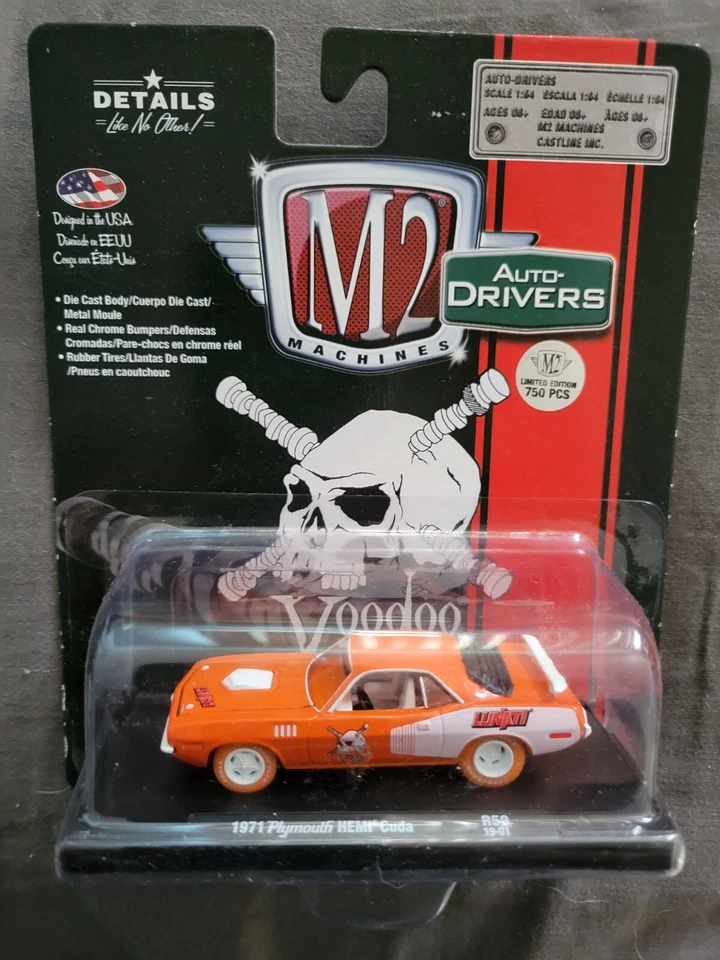 DETAILS
Like No Other!
Designed in the USA
Diseñado en EEUU
Conçu aux États-Unis
• Die Cast Body/Cuerpo Die Cast/
Metal Moule
• Real Chrome Bumpers/Defensas
Cromadas/Pare-chocs en chrome réel
• Rubber Tires/Llantas De Goma
/Pneus en caoutchouc
AUTO-DRIVERS
SCALE 1:64 ESCALA 1:64 ÉCHELLE 1:64
AGES 08+ EDAD 08+ ÂGES 08+
M2 MACHINES
CASTLINE INC.
M2®
MACHINES
AUTO-
DRIVERS
M2
LIMITED EDITION
750 PCS
Voodoo
LUNATI
1971 Plymouth HEMI® Cuda
R50
19-01